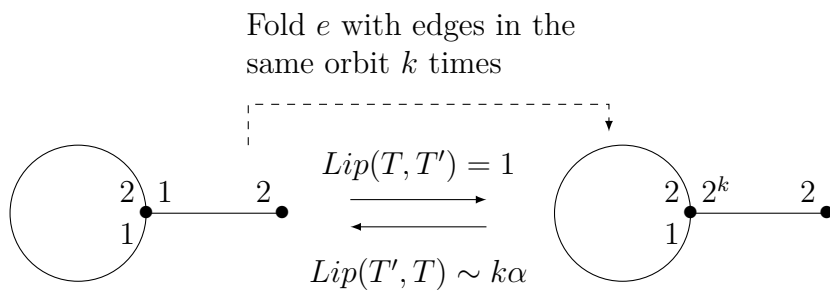 Fold e with edges in the
same orbit k times
Lip(T, T′) = 1
2 1 2
1
2 2^k 2
1
Lip(T′, T) ∼ kα